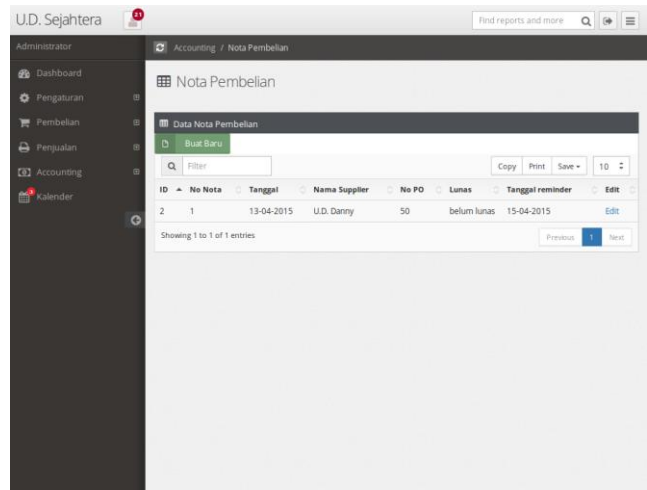 U.D. Sejahtera
21
Find reports and more
Administrator
Accounting / Nota Pembelian
Dashboard
Pengaturan
Pembelian
Penjualan
Accounting
Kalender
Nota Pembelian
Data Nota Pembelian
Buat Baru
Filter
Copy Print Save 10
ID No Nota Tanggal Nama Supplier No PO Lunas Tanggal reminder Edit
2 1 13-04-2015 U.D. Danny 50 belum lunas 15-04-2015 Edit
Showing 1 to 1 of 1 entries
Previous 1 Next